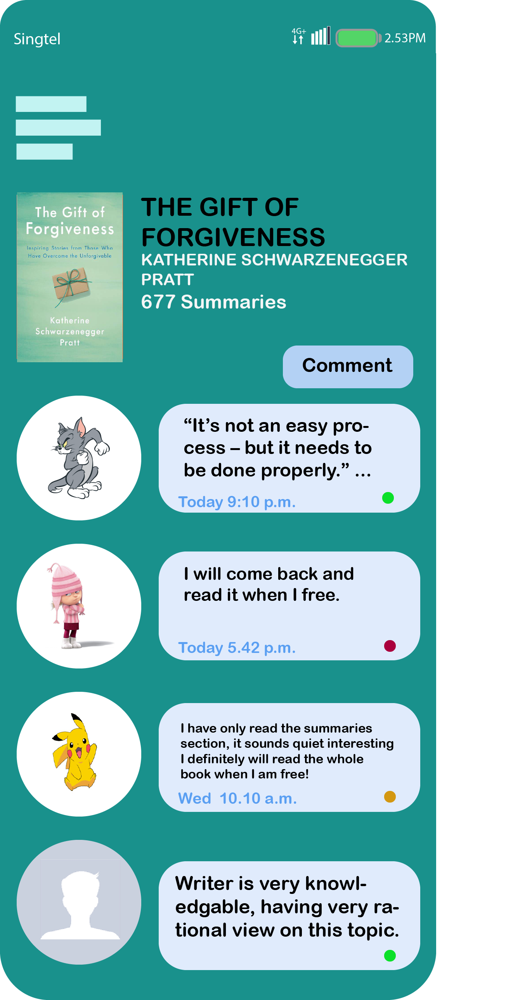 Singtel
4G+
2.53PM
The Gift of
Forgiveness
Inspiring Stories from Those Who
Have Overcome the Unforgivable
Katherine
Schwarzenegger
Pratt
THE GIFT OF
FORGIVENESS
KATHERINE SCHWARZENEGGER
PRATT
677 Summaries
Comment
“It’s not an easy pro-
cess – but it needs to
be done properly.” ...
Today 9:10 p.m.
I will come back and
read it when I free.
Today 5.42 p.m.
I have only read the summaries
section, it sounds quiet interesting
I definitely will read the whole
book when I am free!
Wed  10.10 a.m.
Writer is very knowl-
edgable, having very ra-
tional view on this topic.